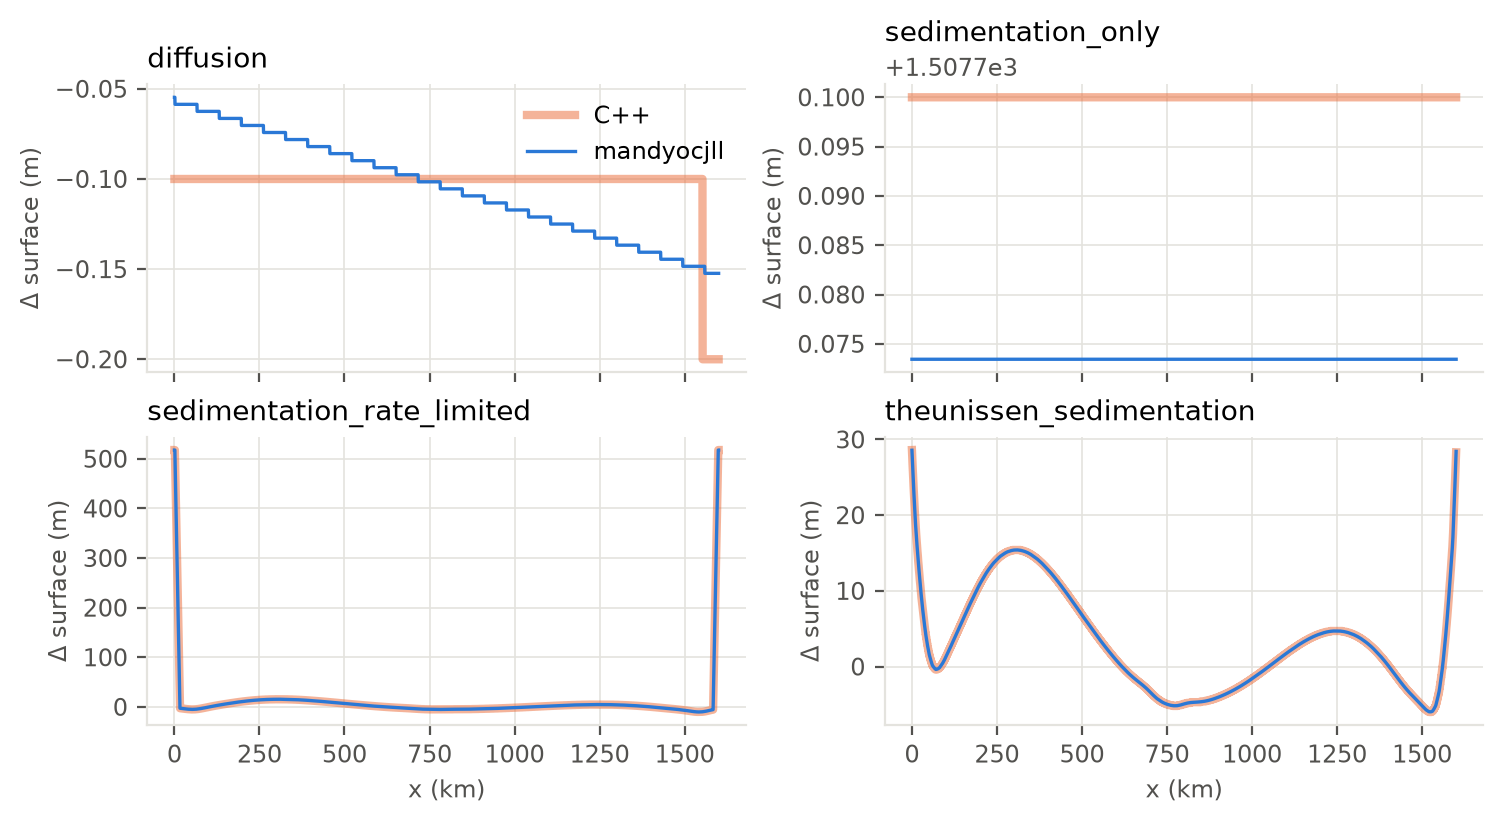 diffusion
−0.05
−0.10
−0.15
−0.20
Δ surface (m)
C++
mandyocjll
sedimentation_only
+1.5077e3
0.100
0.095
0.090
0.085
0.080
0.075
Δ surface (m)
sedimentation_rate_limited
500
400
300
200
100
0
Δ surface (m)
0 250 500 750 1000 1250 1500
x (km)
theunissen_sedimentation
30
20
10
0
Δ surface (m)
0 250 500 750 1000 1250 1500
x (km)